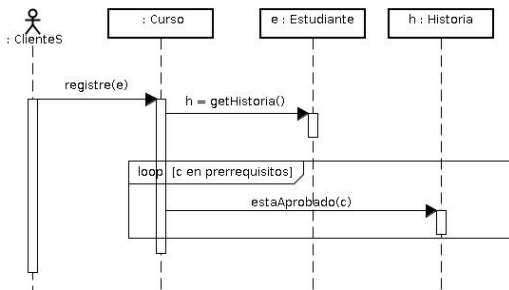 : ClienteS
: Curso
e : Estudiante
h : Historia
registre(e)
h = getHistoria()
loop [c en prerrequisitos]
estaAprobado(c)